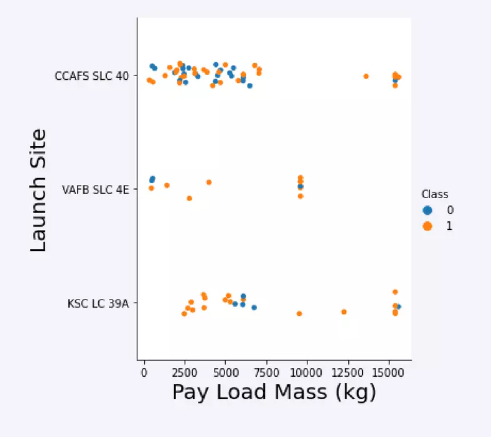 CCAFS SLC 40
VAFB SLC 4E
KSC LC 39A
Launch Site
0
2500
5000
7500
10000
12500
15000
Pay Load Mass (kg)
Class
0
1